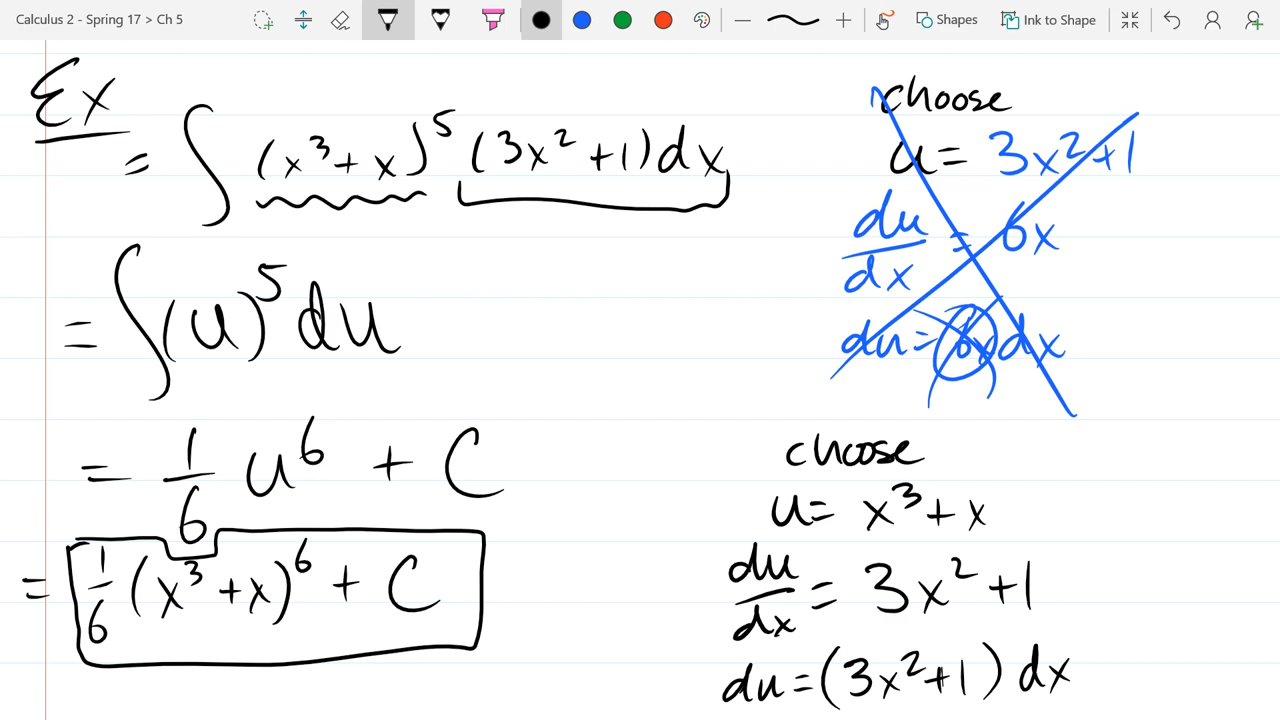 Calculus 2 - Spring 17 > Ch 5
Shapes
Ink to Shape
Ex
= ∫ (x³ + x)⁵ (3x² + 1) dx
= ∫ (u)⁵ du
= 1/6 u⁶ + C
= 1/6 (x³ + x)⁶ + C
choose
u = 3x² + 1
du/dx = 6x
du = (6x) dx
choose
u = x³ + x
du/dx = 3x² + 1
du = (3x² + 1) dx